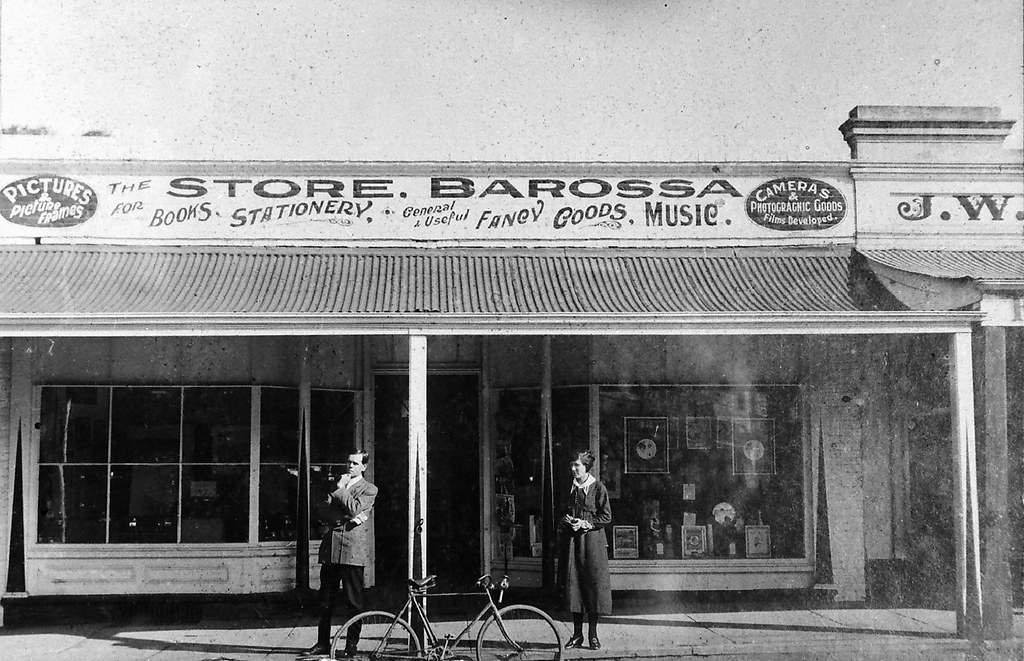 PICTURES
&
Picture
Frames
THE STORE. BAROSSA
FOR BOOKS. STATIONERY. General & Useful FANCY GOODS. MUSIC.
CAMERAS
&
PHOTOGRAGHIC GOODS
Films Developed.
J.W.